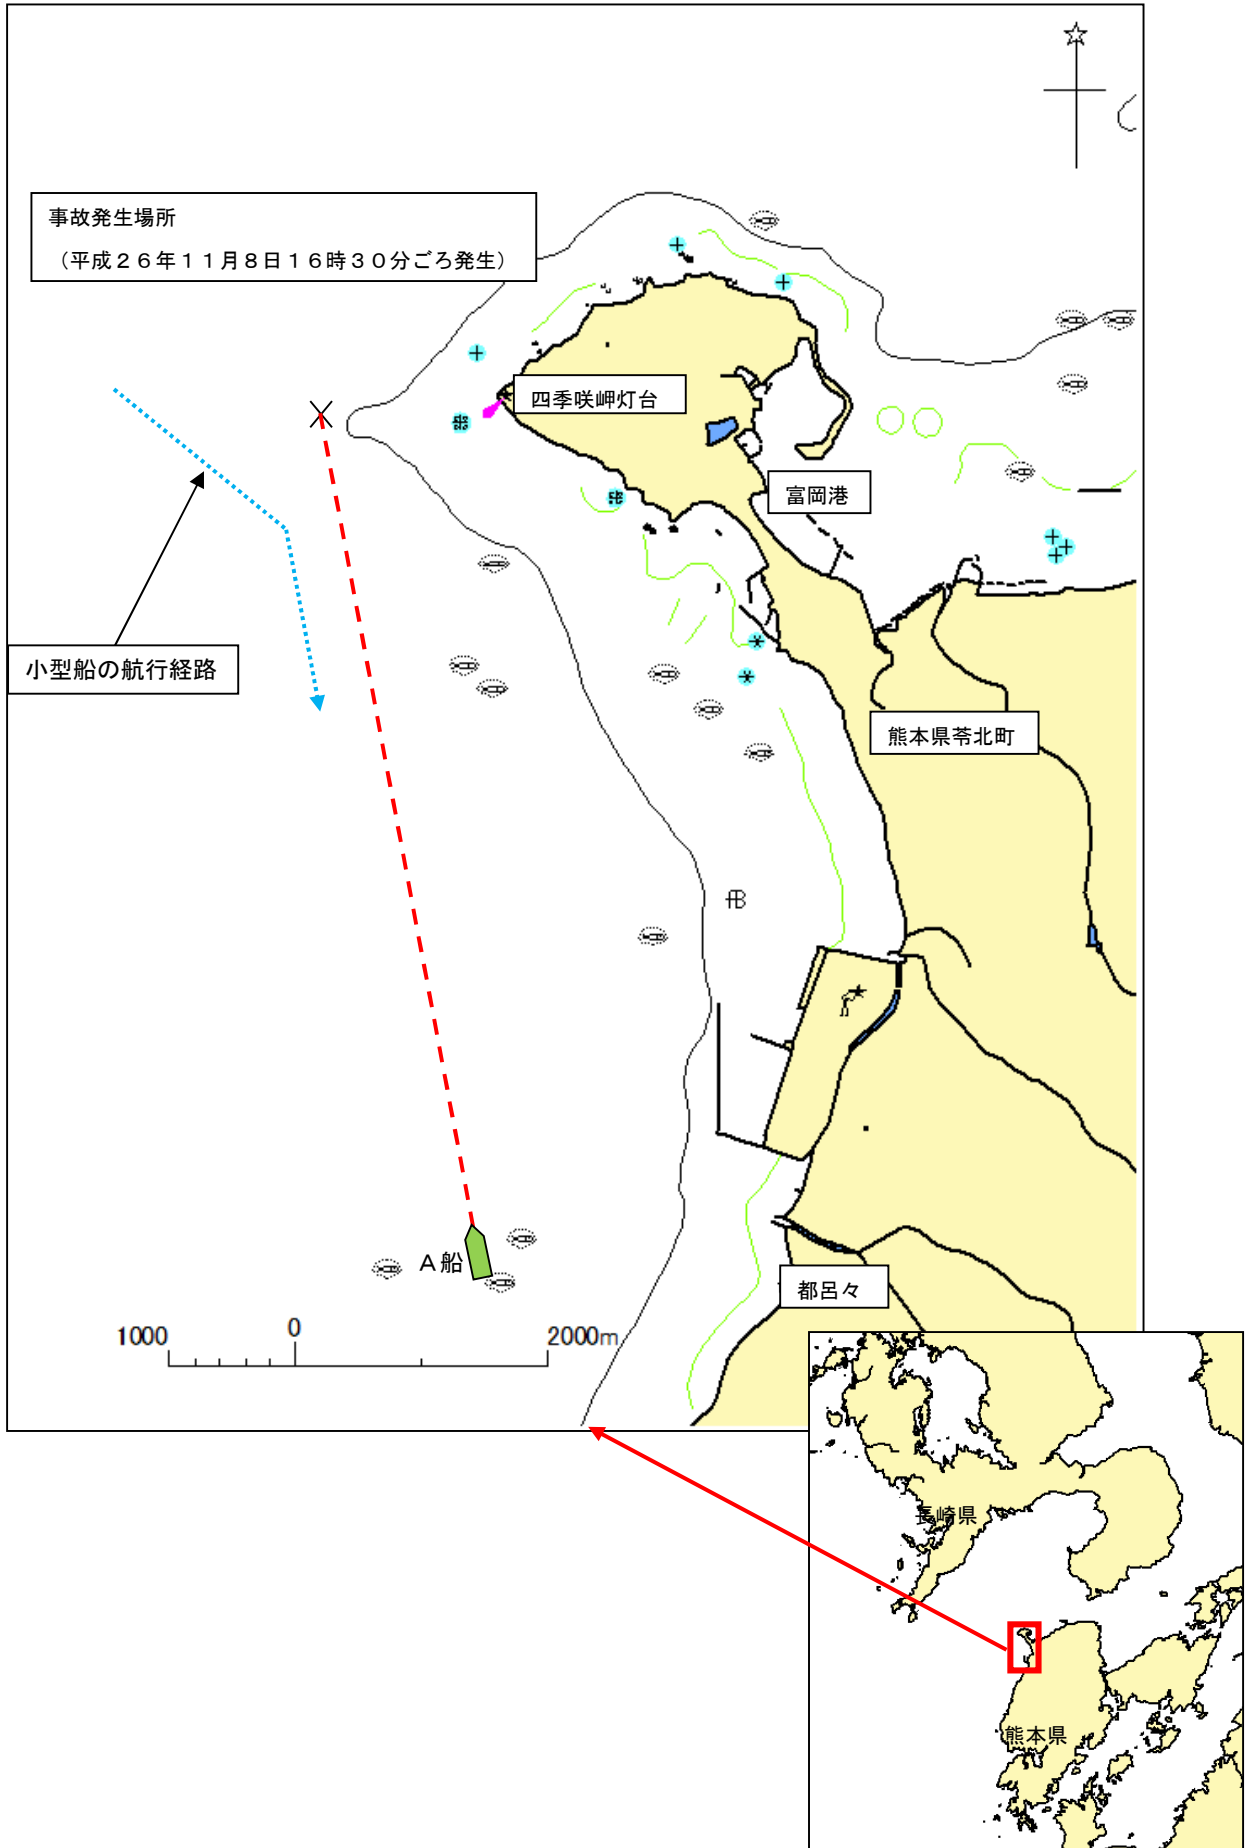 事故発生場所
（平成２６年１１月８日１６時３０分ごろ発生）
四季咲岬灯台
富岡港
小型船の航行経路
熊本県苓北町
Ａ船
都呂々
1000
0
2000m
長崎県
熊本県